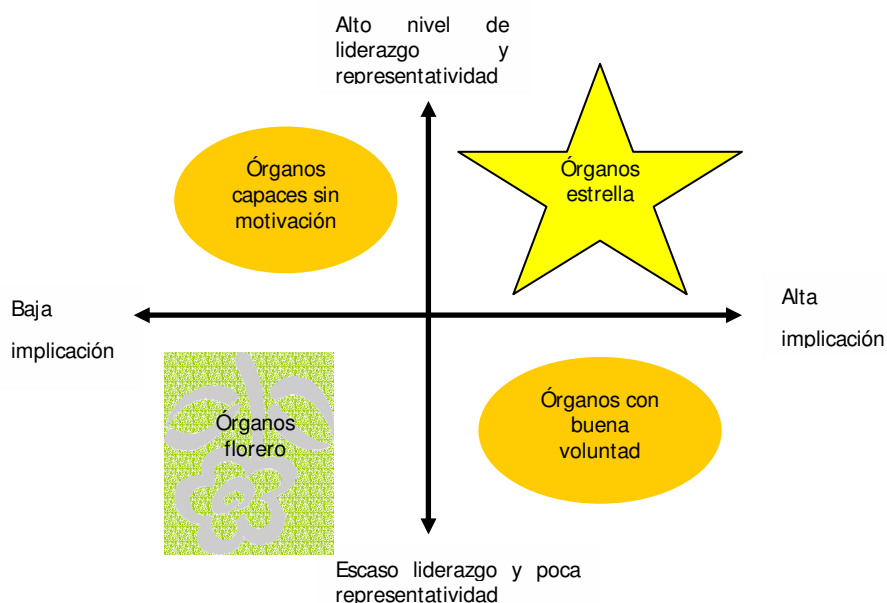 Alto nivel de
liderazgo y
representatividad
Órganos
capaces sin
motivación
Órganos
estrella
Baja
implicación
Alta
implicación
Órganos
florero
Órganos con
buena
voluntad
Escaso liderazgo y poca
representatividad